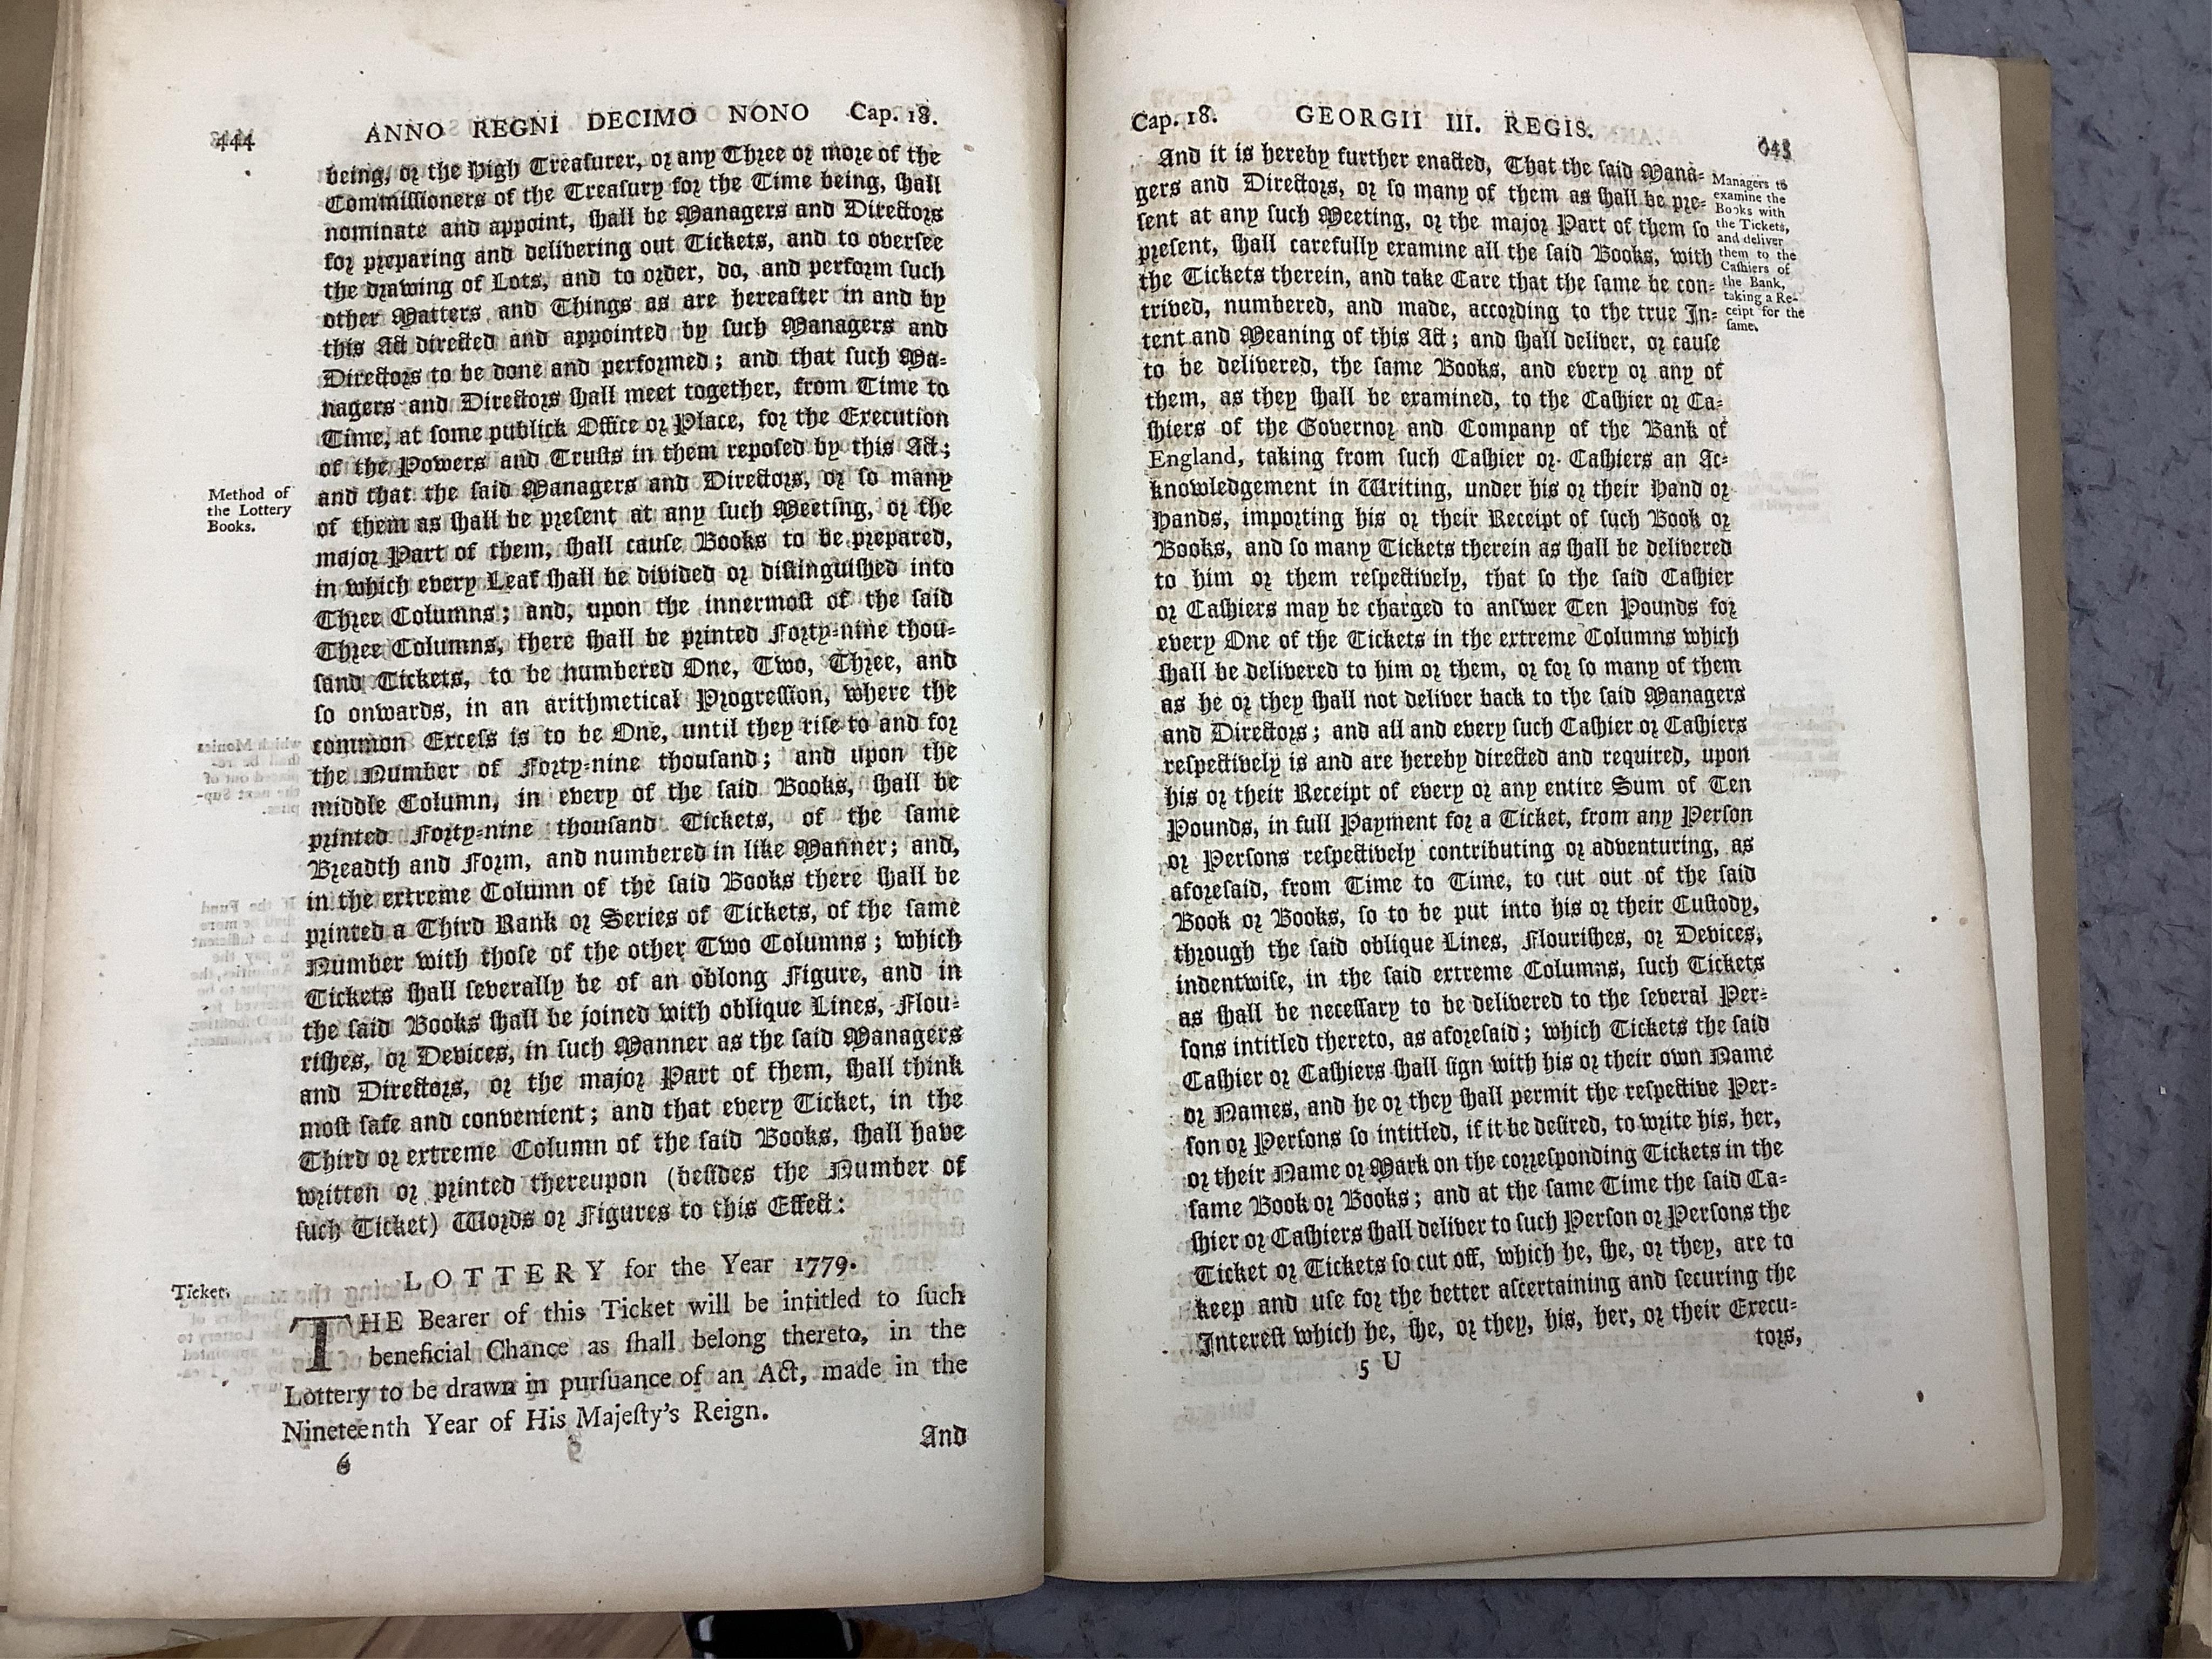 444 ANNO REGNI DECIMO NONO Cap. 18.
being, or the High Treaſurer, or any Three or more of the
Commiſſioners of the Treaſury for the Time being, ſhall
nominate and appoint, ſhall be Managers and Directors
for preparing and delivering out Tickets, and to overſee
the drawing of Lots, and to order, do, and perform ſuch
other Matters and Things as are hereafter in and by
this Act directed and appointed by ſuch Managers and
Directors to be done and performed; and that ſuch Ma=
nagers and Directors ſhall meet together, from Time to
Time, at ſome publick Office or Place, for the Execution
of the Powers and Truſts in them repoſed by this Act;
Method of
the Lottery
Books.
and that the ſaid Managers and Directors, or ſo many
of them as ſhall be preſent at any ſuch Meeting, or the
major Part of them, ſhall cauſe Books to be prepared,
in which every Leaf ſhall be divided or diſtinguiſhed into
Three Columns; and, upon the innermoſt of the ſaid
Three Columns, there ſhall be printed Forty=nine thou=
ſand Tickets, to be numbered One, Two, Three, and
ſo onwards, in an arithmetical Progreſſion, where the
common Exceſs is to be One, until they riſe to and for
the Number of Forty=nine thouſand; and upon the
middle Column, in every of the ſaid Books, ſhall be
printed Forty=nine thouſand Tickets, of the ſame
Breadth and Form, and numbered in like Manner; and,
in the extreme Column of the ſaid Books there ſhall be
printed a Third Rank or Series of Tickets, of the ſame
Number with thoſe of the other Two Columns; which
Tickets ſhall ſeverally be of an oblong Figure, and in
the ſaid Books ſhall be joined with oblique Lines, Flou=
riſhes, or Devices, in ſuch Manner as the ſaid Managers
and Directors, or the major Part of them, ſhall think
moſt ſafe and convenient; and that every Ticket, in the
Third or extreme Column of the ſaid Books, ſhall have
written or printed thereupon (beſides the Number of
ſuch Ticket) Words or Figures to this Effect:
LOTTERY for the Year 1779.
Ticket.
THE Bearer of this Ticket will be intitled to ſuch
beneficial Chance as ſhall belong thereto, in the
Lottery to be drawn in purſuance of an Act, made in the
Nineteenth Year of His Majeſty's Reign.
6 And
Cap. 18. GEORGII III. REGIS.
And it is hereby further enacted, That the ſaid Mana=
gers and Directors, or ſo many of them as ſhall be pre=
ſent at any ſuch Meeting, or the major Part of them ſo
preſent, ſhall carefully examine all the ſaid Books, with
the Tickets therein, and take Care that the ſame be con=
trived, numbered, and made, according to the true In=
tent and Meaning of this Act; and ſhall deliver, or cauſe
to be delivered, the ſame Books, and every or any of
them, as they ſhall be examined, to the Caſhier or Ca=
ſhiers of the Governor and Company of the Bank of
England, taking from ſuch Caſhier or Caſhiers an Ac=
knowledgement in Writing, under his or their Hand or
Hands, importing his or their Receipt of ſuch Book or
Books, and ſo many Tickets therein as ſhall be delivered
to him or them reſpectively, that ſo the ſaid Caſhier
or Caſhiers may be charged to anſwer Ten Pounds for
every One of the Tickets in the extreme Columns which
ſhall be delivered to him or them, or for ſo many of them
as he or they ſhall not deliver back to the ſaid Managers
and Directors; and all and every ſuch Caſhier or Caſhiers
reſpectively is and are hereby directed and required, upon
his or their Receipt of every or any entire Sum of Ten
Pounds, in full Payment for a Ticket, from any Perſon
or Perſons reſpectively contributing or adventuring, as
aforeſaid, from Time to Time, to cut out of the ſaid
Book or Books, ſo to be put into his or their Cuſtody,
through the ſaid oblique Lines, Flouriſhes, or Devices,
indentwiſe, in the ſaid extreme Columns, ſuch Tickets
as ſhall be neceſſary to be delivered to the ſeveral Per=
ſons intitled thereto, as aforeſaid; which Tickets the ſaid
Caſhier or Caſhiers ſhall ſign with his or their own Name
or Names, and he or they ſhall permit the reſpective Per=
ſon or Perſons ſo intitled, if it be deſired, to write his, her,
or their Name or Mark on the correſponding Tickets in the
ſame Book or Books; and at the ſame Time the ſaid Ca=
ſhier or Caſhiers ſhall deliver to ſuch Perſon or Perſons the
Ticket or Tickets ſo cut off, which he, ſhe, or they, are to
keep and uſe for the better aſcertaining and ſecuring the
Intereſt which he, ſhe, or they, his, her, or their Execu=
5 U tors,
Managers to
examine the
Books with
the Tickets,
and deliver
them to the
Caſhiers of
the Bank,
taking a Re-
ceipt for the
ſame.